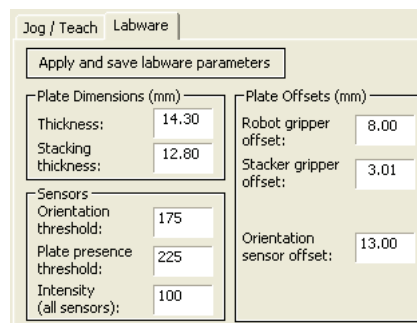 Jog / Teach Labware
Apply and save labware parameters
Plate Dimensions (mm)
Thickness: 14.30
Stacking
thickness: 12.80
Sensors
Orientation
threshold: 175
Plate presence
threshold: 225
Intensity
(all sensors): 100
Plate Offsets (mm)
Robot gripper
offset: 8.00
Stacker gripper
offset: 3.01
Orientation
sensor offset: 13.00